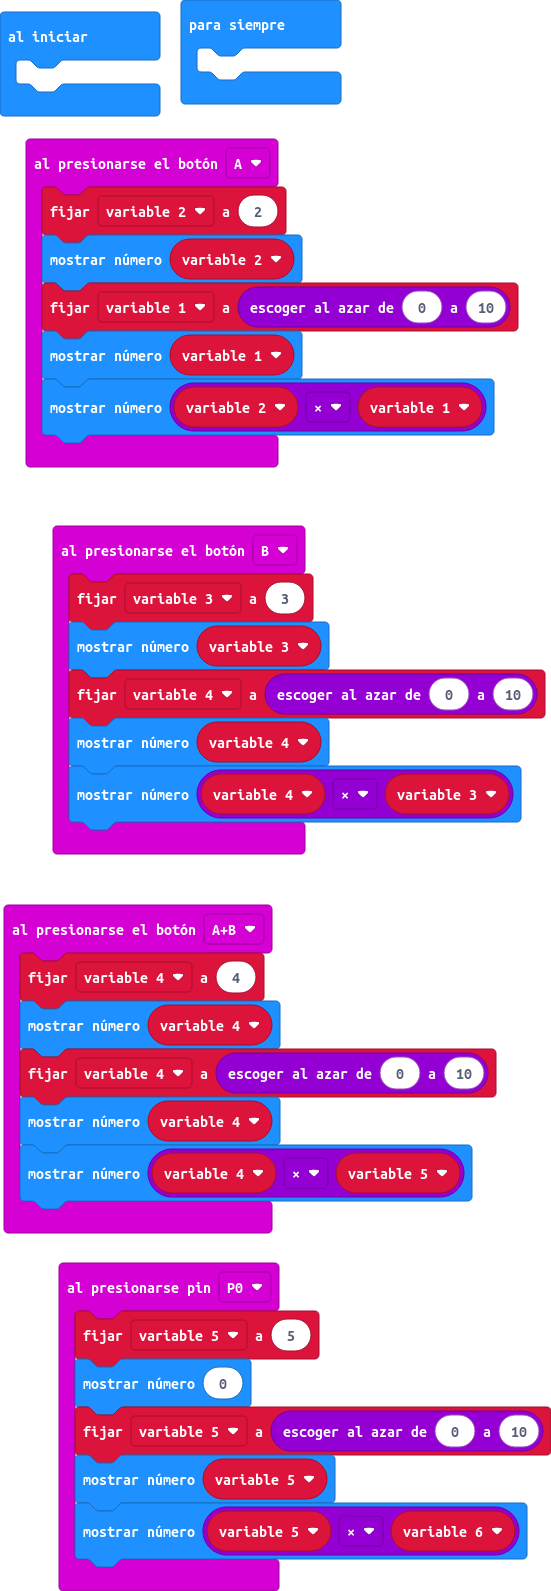 al iniciar
para siempre
al presionarse el botón A
fijar variable 2 a 2
mostrar número variable 2
fijar variable 1 a escoger al azar de 0 a 10
mostrar número variable 1
mostrar número variable 2 × variable 1
al presionarse el botón B
fijar variable 3 a 3
mostrar número variable 3
fijar variable 4 a escoger al azar de 0 a 10
mostrar número variable 4
mostrar número variable 4 × variable 3
al presionarse el botón A+B
fijar variable 4 a 4
mostrar número variable 4
fijar variable 4 a escoger al azar de 0 a 10
mostrar número variable 4
mostrar número variable 4 × variable 5
al presionarse pin P0
fijar variable 5 a 5
mostrar número 0
fijar variable 5 a escoger al azar de 0 a 10
mostrar número variable 5
mostrar número variable 5 × variable 6